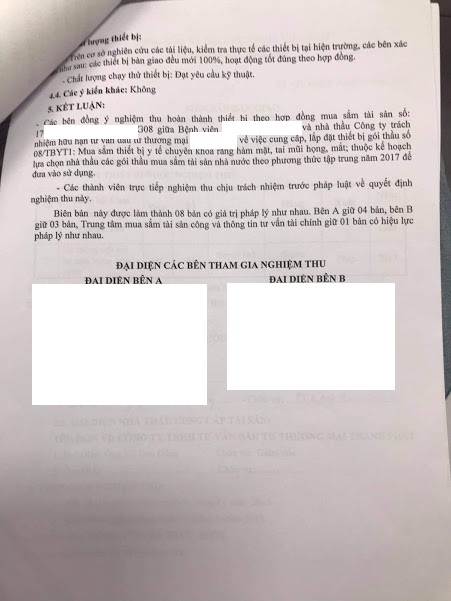 lượng thiết bị:
- Trên cơ sở nghiên cứu các tài liệu, kiểm tra thực tế các thiết bị tại hiện trường, các bên xác
như sau: các thiết bị bàn giao đều mới 100%, hoạt động tốt đúng theo hợp đồng.
- Chất lượng chạy thử thiết bị: Đạt yêu cầu kỹ thuật.
4.4. Các ý kiến khác: Không
5. KẾT LUẬN:
- Các bên đồng ý nghiệm thu hoàn thành thiết bị theo hợp đồng mua sắm tài sản số:
17 308 giữa Bệnh viện và nhà thầu Công ty trách
nhiệm hữu hạn tư vấn đầu tư thương mại về việc cung cấp, lắp đặt thiết bị gói thầu số
08/TBYT1: Mua sắm thiết bị y tế chuyên khoa răng hàm mặt, tai mũi họng, mắt; thuộc kế hoạch
lựa chọn nhà thầu các gói thầu mua sắm tài sản nhà nước theo phương thức tập trung năm 2017 để
đưa vào sử dụng.
- Các thành viên trực tiếp nghiệm thu chịu trách nhiệm trước pháp luật về quyết định
nghiệm thu này.
Biên bản này được làm thành 08 bản có giá trị pháp lý như nhau. Bên A giữ 04 bản, bên B
giữ 03 bản, Trung tâm mua sắm tài sản công và thông tin tư vấn tài chính giữ 01 bản có hiệu lực
pháp lý như nhau.
ĐẠI DIỆN CÁC BÊN THAM GIA NGHIỆM THU
ĐẠI DIỆN BÊN A ĐẠI DIỆN BÊN B